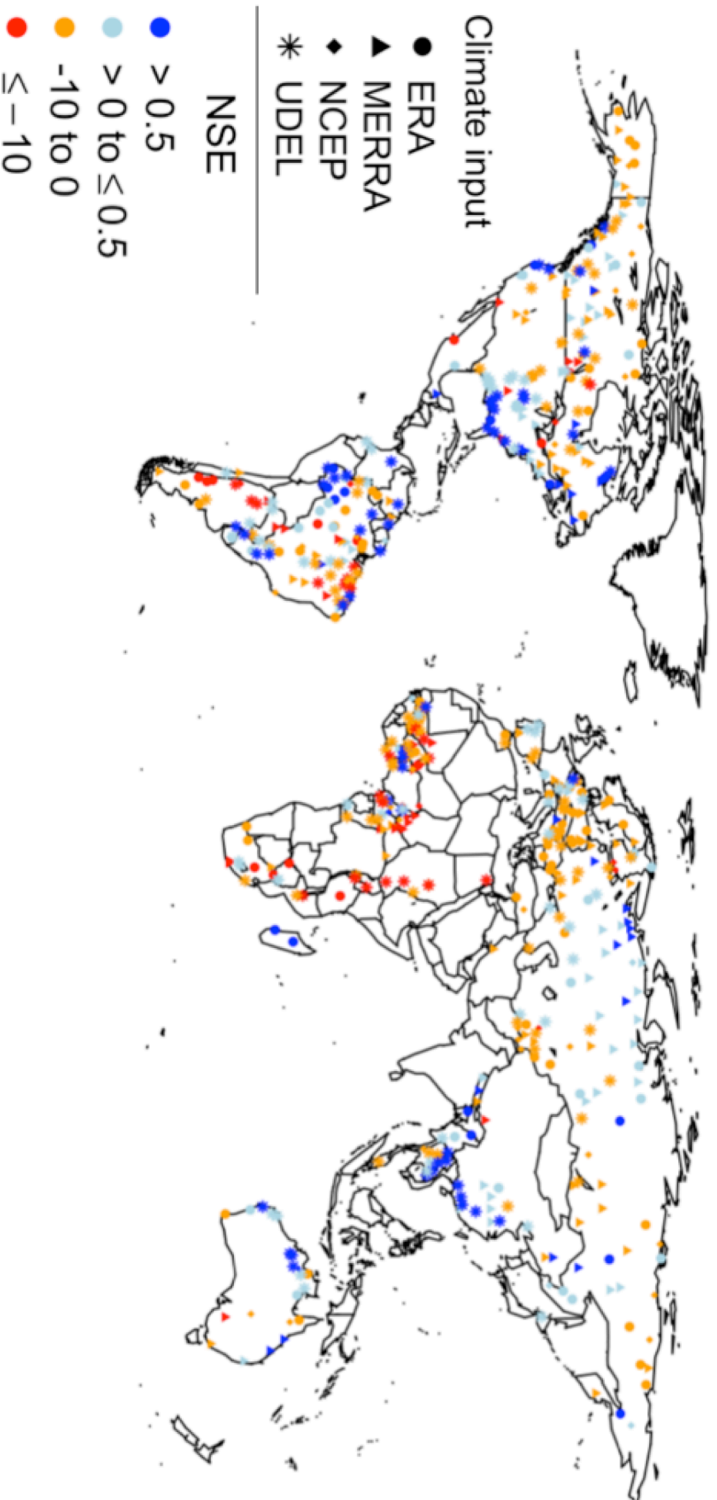 Climate input
ERA
MERRA
NCEP
UDEL
NSE
> 0.5
> 0 to ≤ 0.5
-10 to 0
≤ – 10